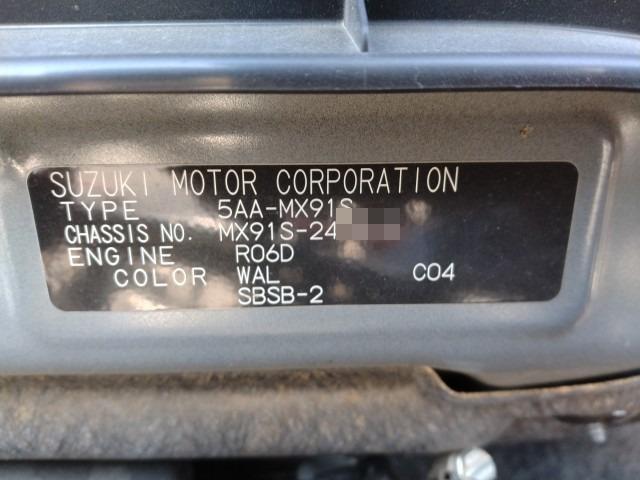 SUZUKI MOTOR CORPORATION
TYPE 5AA-MX91S
CHASSIS NO. MX91S-24
ENGINE R06D
COLOR WAL C04
SBSB-2